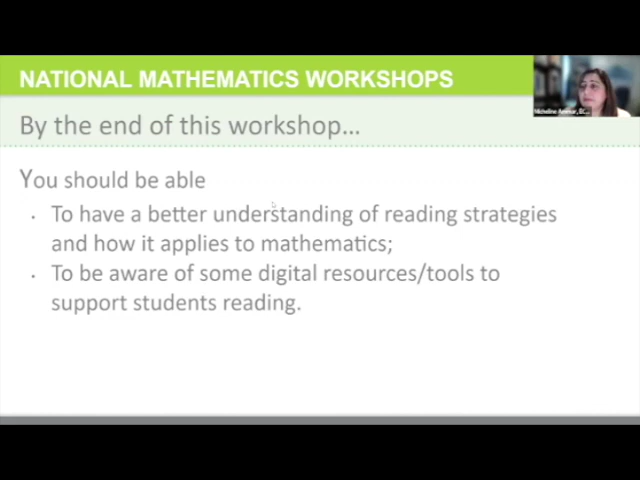 NATIONAL MATHEMATICS WORKSHOPS
By the end of this workshop...
You should be able
· To have a better understanding of reading strategies
and how it applies to mathematics;
· To be aware of some digital resources/tools to
support students reading.
Micheline